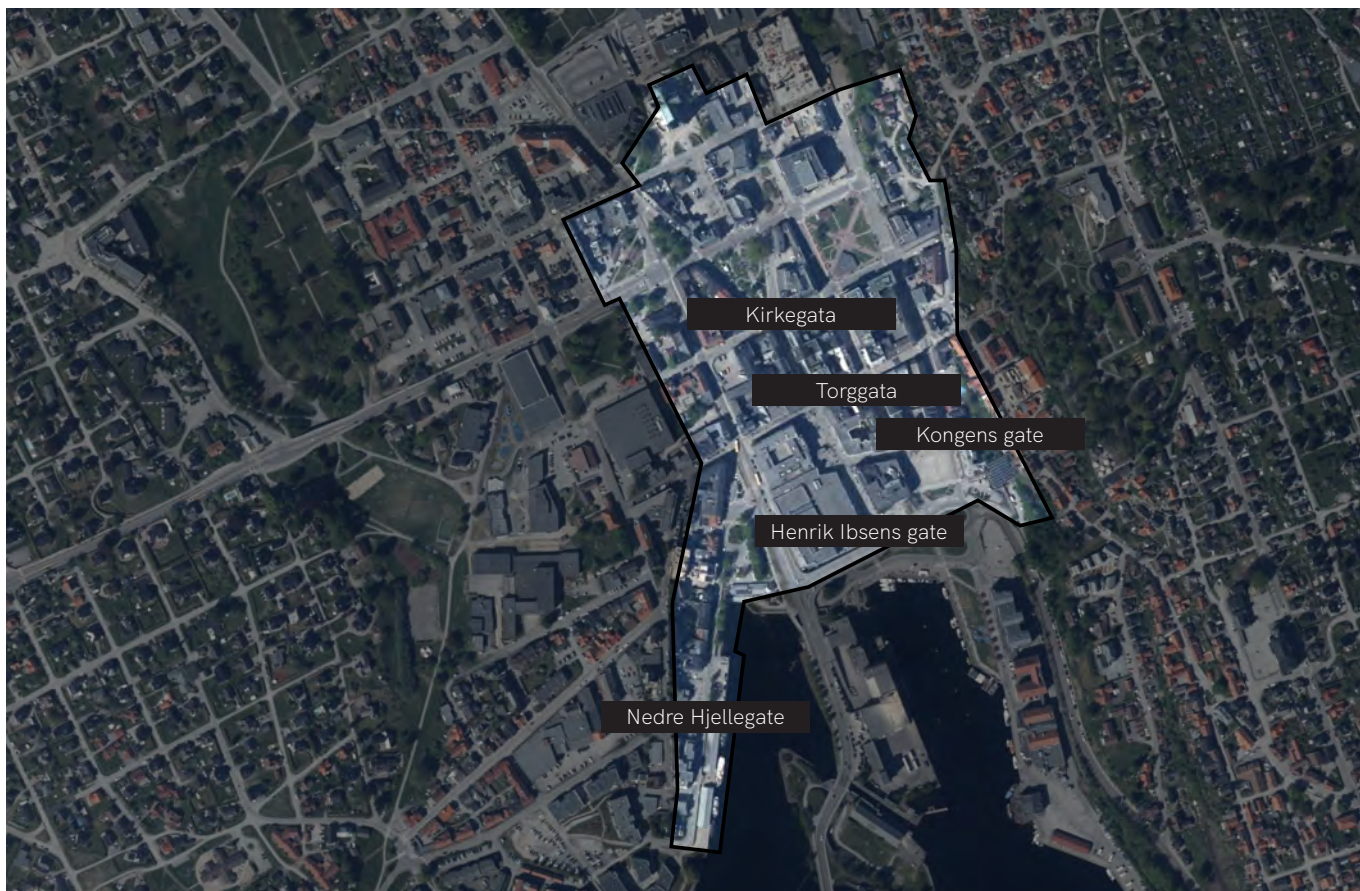 Kirkegata
Torggata
Kongens gate
Henrik Ibsens gate
Nedre Hjellegate